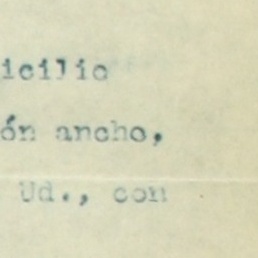 icilio
ón ancho,
Ud., con